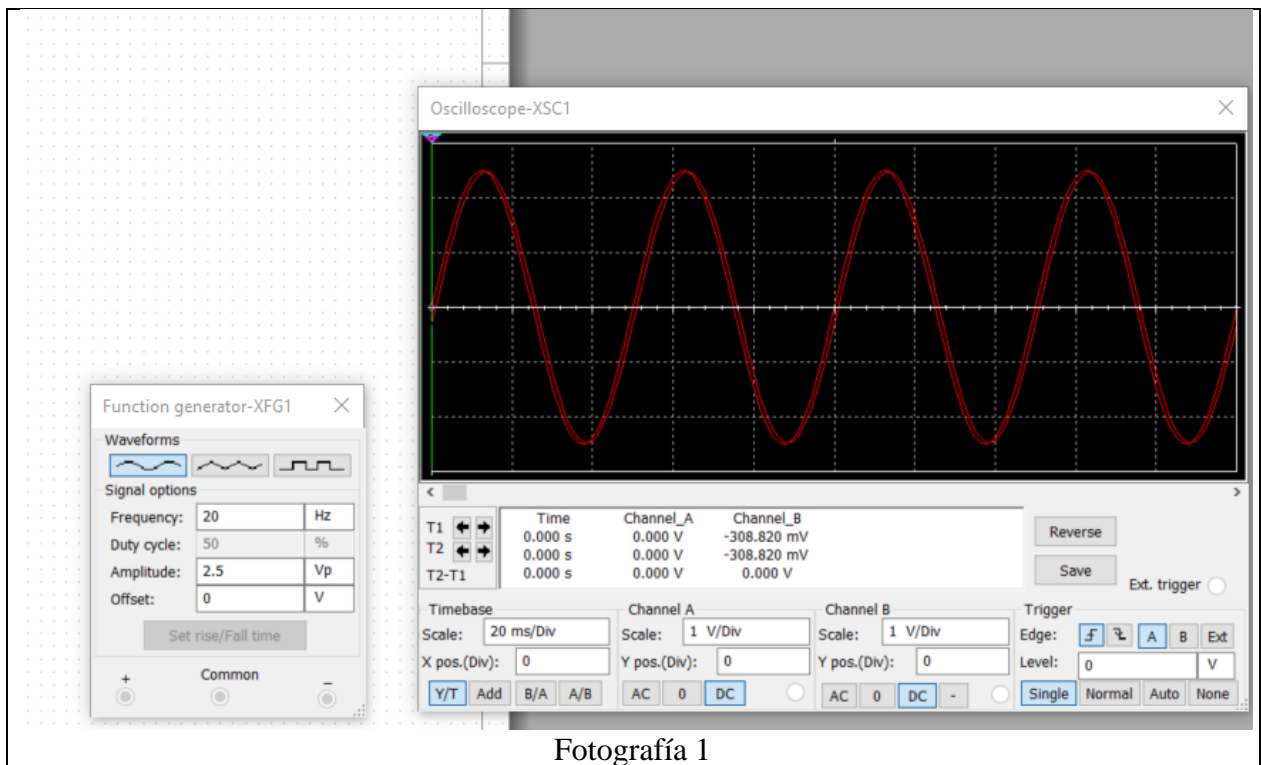 Oscilloscope-XSC1
Function generator-XFG1
Waveforms
Signal options
Frequency: 20 Hz
Duty cycle: 50 %
Amplitude: 2.5 Vp
Offset: 0 V
Set rise/Fall time
+ Common −
Time Channel_A Channel_B
T1 0.000 s 0.000 V -308.820 mV
T2 0.000 s 0.000 V -308.820 mV
T2-T1 0.000 s 0.000 V 0.000 V
Reverse
Save
Ext. trigger
Timebase
Scale: 20 ms/Div
X pos.(Div): 0
Y/T Add B/A A/B
Channel A
Scale: 1 V/Div
Y pos.(Div): 0
AC 0 DC
Channel B
Scale: 1 V/Div
Y pos.(Div): 0
AC 0 DC -
Trigger
Edge: A B Ext
Level: 0 V
Single Normal Auto None
Fotografía 1